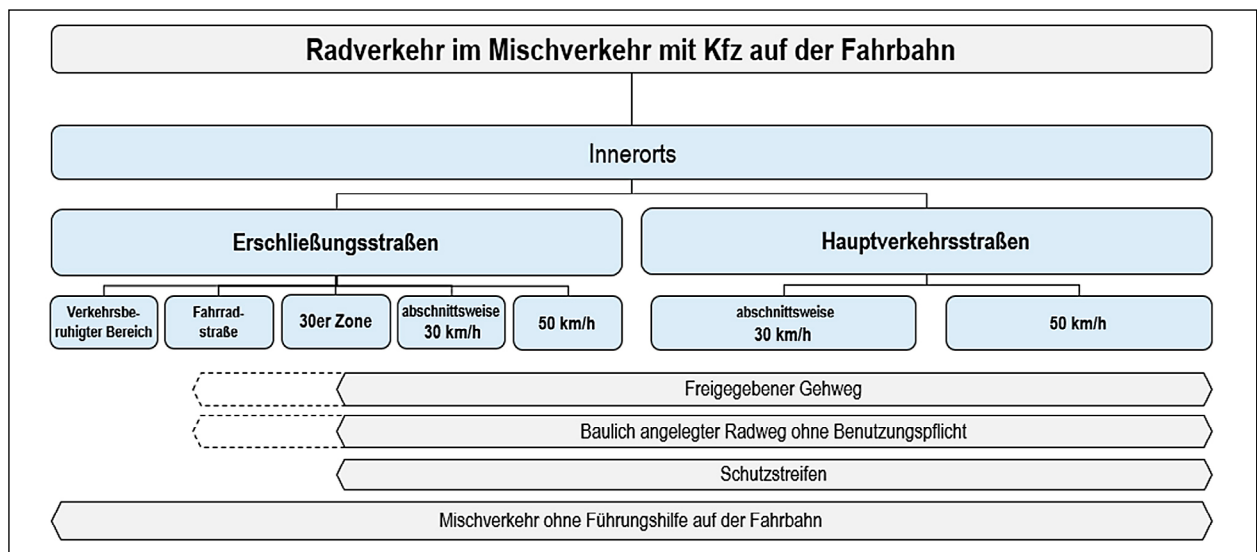 Radverkehr im Mischverkehr mit Kfz auf der Fahrbahn
Innerorts
Erschließungsstraßen
Hauptverkehrsstraßen
Verkehrsbe-
ruhigter Bereich
Fahrrad-
straße
30er Zone
abschnittsweise
30 km/h
50 km/h
abschnittsweise
30 km/h
50 km/h
Freigegebener Gehweg
Baulich angelegter Radweg ohne Benutzungspflicht
Schutzstreifen
Mischverkehr ohne Führungshilfe auf der Fahrbahn